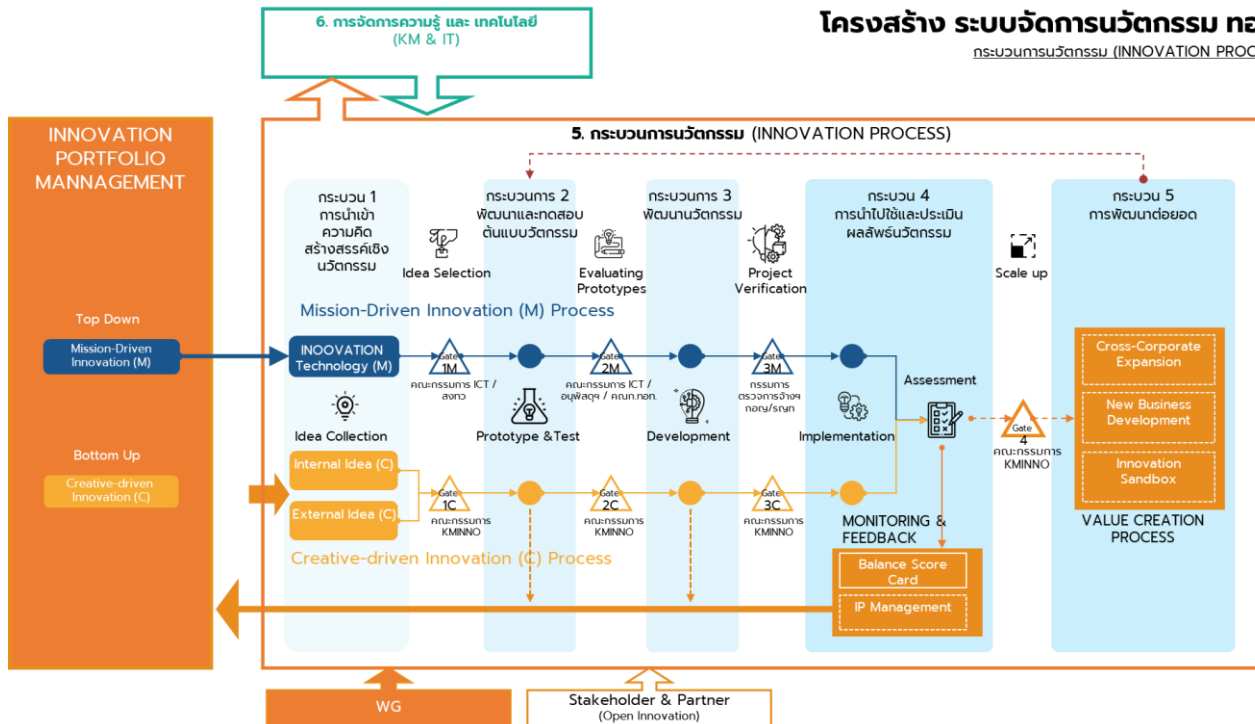 6. การจัดการความรู้ และ เทคโนโลยี
(KM & IT)
โครงสร้าง ระบบจัดการนวัตกรรม
กระบวนการนวัตกรรม (INNOVATION
INNOVATION
PORTFOLIO
MANNAGEMENT
5. กระบวนการนวัตกรรม (INNOVATION PROCESS)
กระบวน 1
การนำเข้า
ความคิด
สร้างสรรค์เชิง
นวัตกรรม
กระบวนการ 2
พัฒนาและทดสอบ
ต้นแบบวัตกรรม
กระบวนการ 3
พัฒนานวัตกรรม
กระบวน 4
การนำไปใช้และประเมิน
ผลลัพธ์นวัตกรรม
กระบวน 5
การพัฒนาต่อยอด
Idea Selection
Evaluating
Prototypes
Project
Verification
Scale up
Mission-Driven Innovation (M) Process
Top Down
Mission-Driven
Innovation (M)
INOOVATION
Technology (M)
Gate
1M
คณะกรรมการ ICT /
สงทว
Gate
2M
คณะกรรมการ ICT /
อนุพัสดุฯ / คณก.ทอท.
Gate
3M
กรรมการ
ตรวจการจ้างฯ
กอญ/รญท
Assessment
Cross-Corporate
Expansion
New Business
Development
Innovation
Sandbox
Gate
4
คณะกรรมการ
KMINNO
Idea Collection
Prototype &Test
Development
Implementation
Bottom Up
Creative-driven
Innovation (C)
Internal Idea (C)
External Idea (C)
Gate
1C
คณะกรรมการ
KMINNO
Gate
2C
คณะกรรมการ
KMINNO
Gate
3C
คณะกรรมการ
KMINNO
MONITORING &
FEEDBACK
VALUE CREATION
PROCESS
Creative-driven Innovation (C) Process
Balance Score
Card
IP Management
WG
Stakeholder & Partner
(Open Innovation)